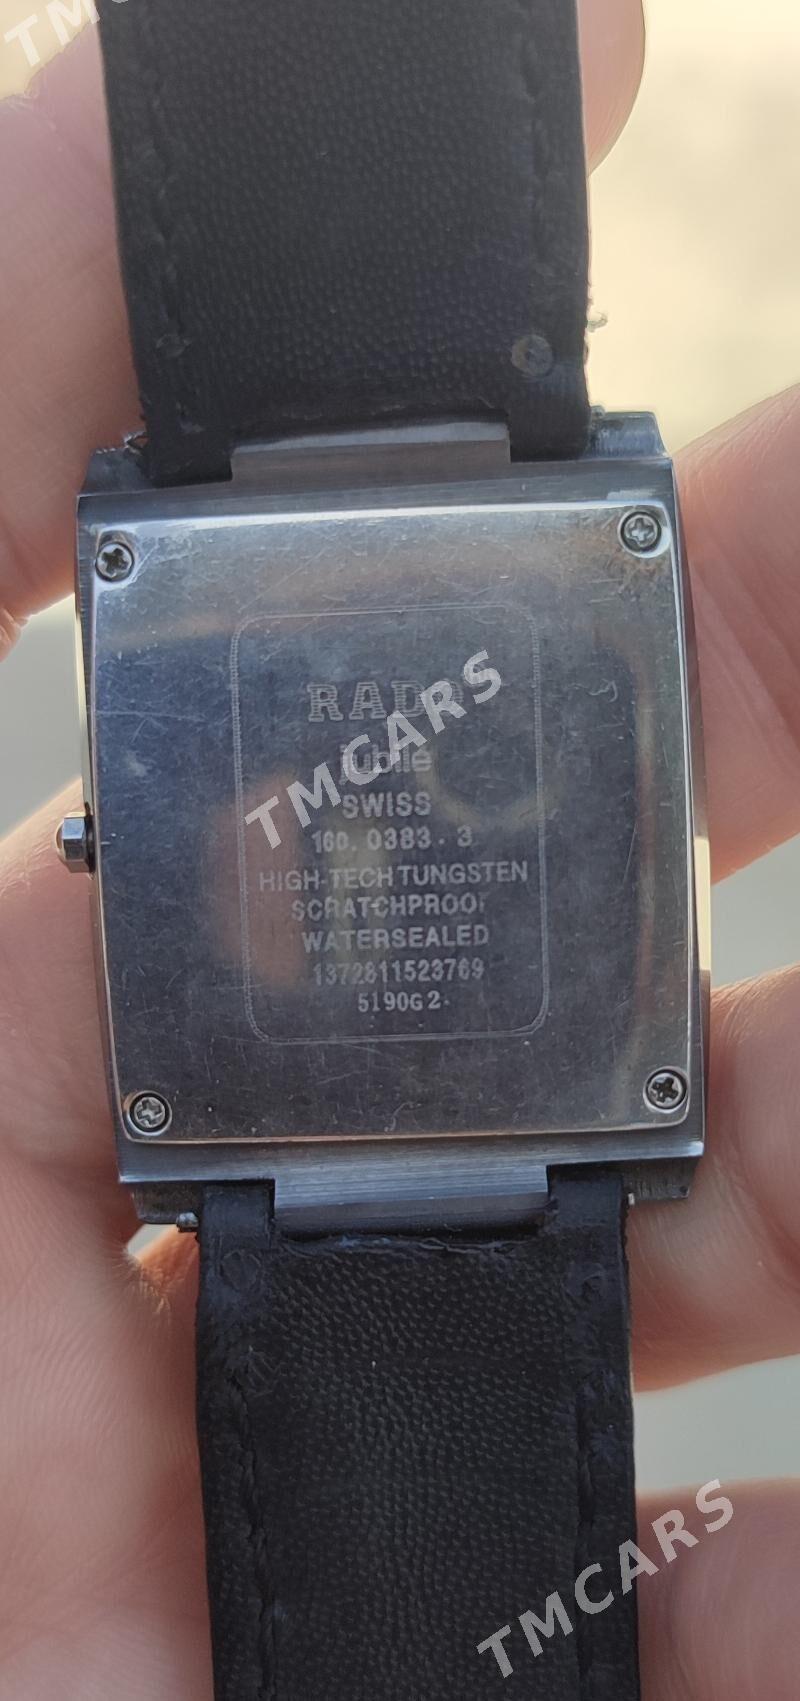 TMCARS
RADO
jubilé
SWISS
TMCARS
160. 0383. 3
HIGH-TECH TUNGSTEN
SCRATCHPROOF
WATERSEALED
1372811523769
5190G2
TMCARS